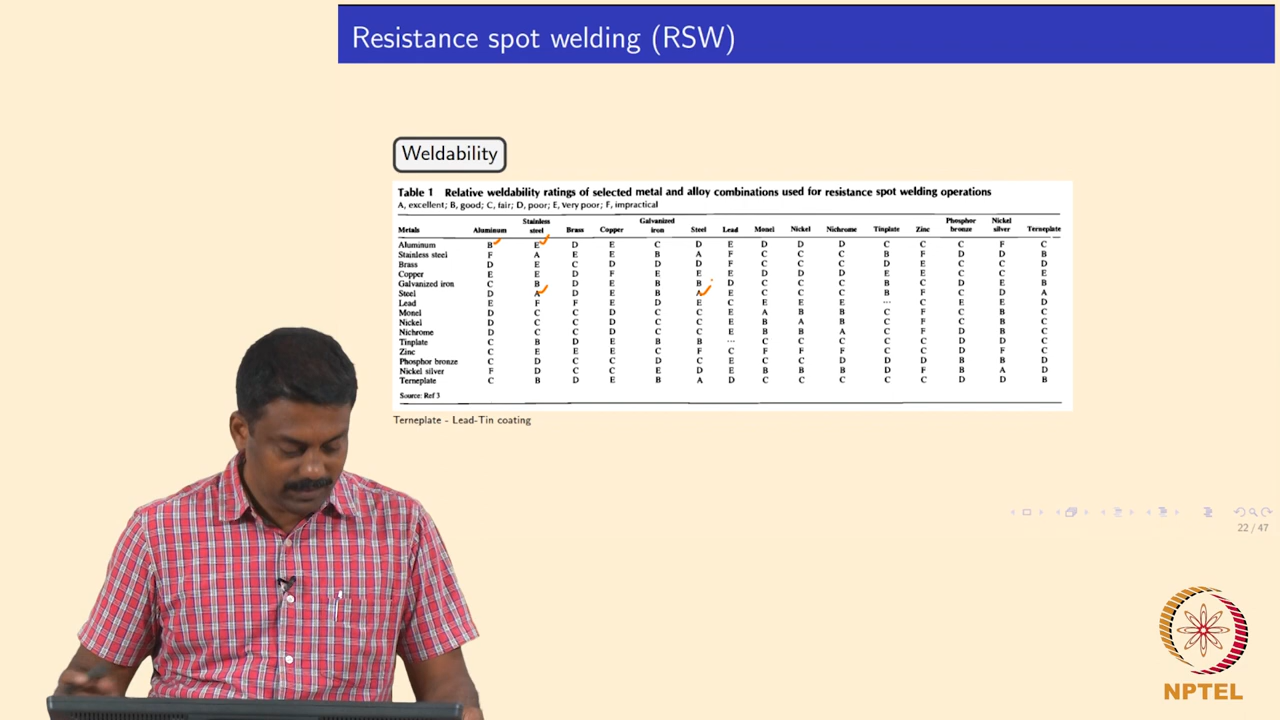 Resistance spot welding (RSW)
Weldability
Table 1 Relative weldability ratings of selected metal and alloy combinations used for resistance spot welding operations
A, excellent; B, good; C, fair; D, poor; E, very poor; F, impractical
Metals Aluminum Stainless steel Brass Copper Galvanized iron Steel Lead Monel Nickel Nichrome Tinplate Zinc Phosphor bronze Nickel silver Terneplate
Aluminum B E D E C D E D D D C C C F C
Stainless steel F A E E B A F C C C B F D D B
Brass D E C D D D F C C C D E C C D
Copper E E D F E E E D D D E E C C E
Galvanized iron C B D E B B D C C C B C D E B
Steel D A D E B A E C C C B F C D A
Lead E F F E D E C E E E ... C E E D
Monel D C C D C C E A B B C F C B C
Nickel D C C C C C E B A B C F C B C
Nichrome D C C D C C E B B A C F D B C
Tinplate C B D E B B ... C C C C C D D C
Zinc C E E E C F C F F F C C D F C
Phosphor bronze C D C C D C E C C D D D B B D
Nickel silver F D C C E D E B B B D F B A D
Terneplate C B D E B A D C C C C C D D B
Source: Ref 3
Terneplate - Lead-Tin coating
22 / 47
NPTEL